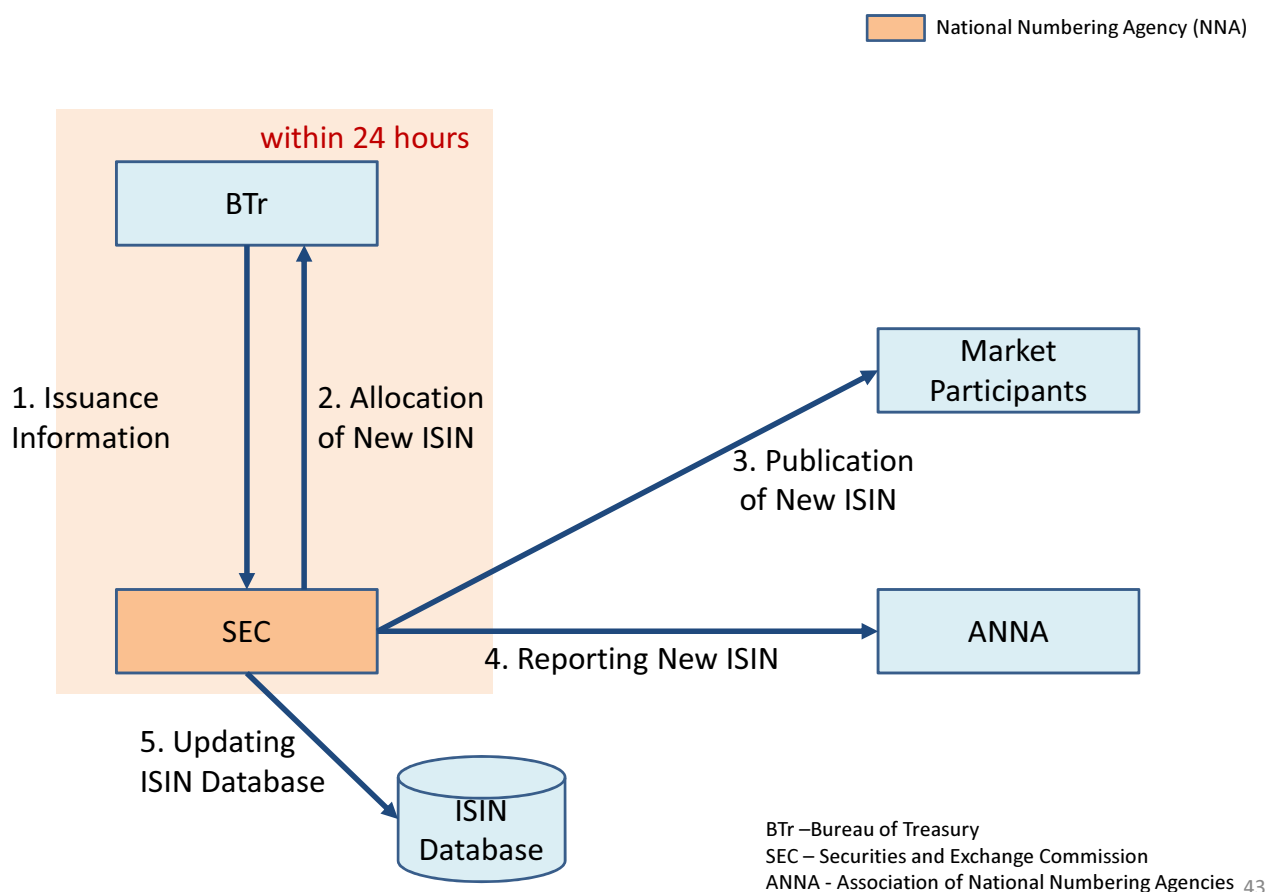 National Numbering Agency (NNA)
within 24 hours
BTr
1. Issuance
Information
2. Allocation
of New ISIN
Market
Participants
3. Publication
of New ISIN
SEC
ANNA
4. Reporting New ISIN
5. Updating
ISIN Database
ISIN
Database
BTr –Bureau of Treasury
SEC – Securities and Exchange Commission
ANNA - Association of National Numbering Agencies
43